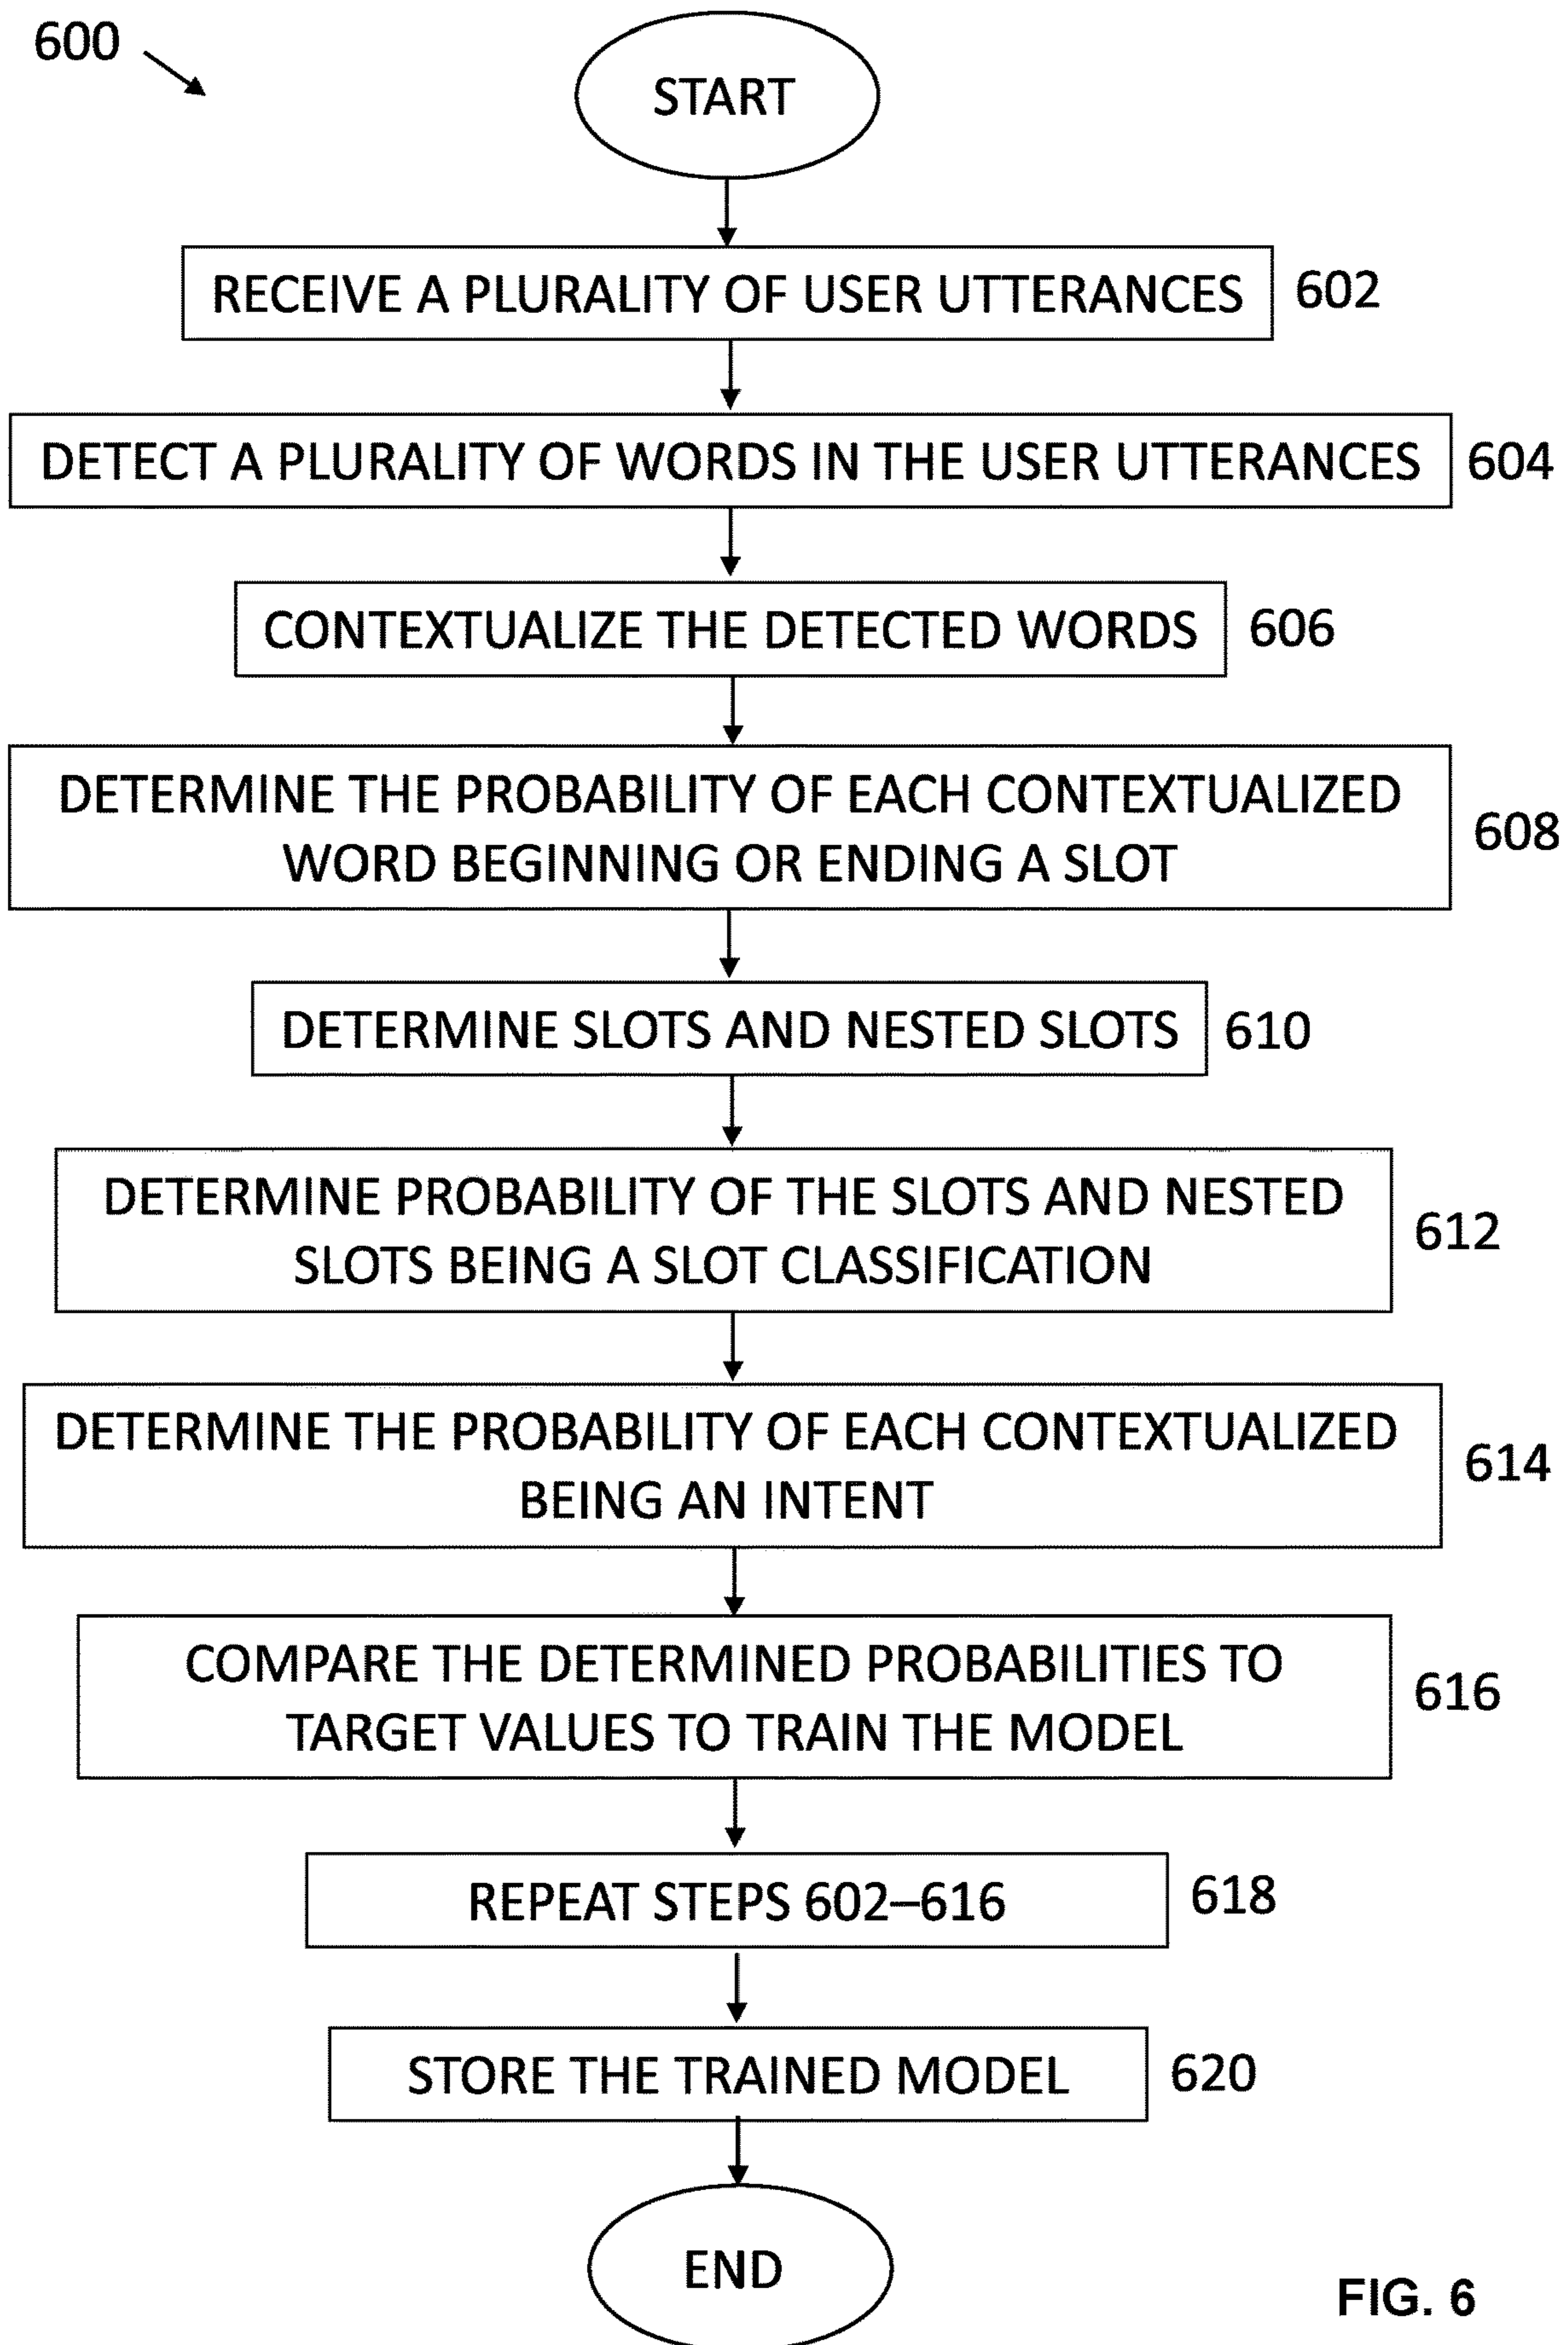 600
START
RECEIVE A PLURALITY OF USER UTTERANCES 602
DETECT A PLURALITY OF WORDS IN THE USER UTTERANCES 604
CONTEXTUALIZE THE DETECTED WORDS 606
DETERMINE THE PROBABILITY OF EACH CONTEXTUALIZED
WORD BEGINNING OR ENDING A SLOT
608
DETERMINE SLOTS AND NESTED SLOTS 610
DETERMINE PROBABILITY OF THE SLOTS AND NESTED
SLOTS BEING A SLOT CLASSIFICATION
612
DETERMINE THE PROBABILITY OF EACH CONTEXTUALIZED
BEING AN INTENT
614
COMPARE THE DETERMINED PROBABILITIES TO
TARGET VALUES TO TRAIN THE MODEL
616
REPEAT STEPS 602–616 618
STORE THE TRAINED MODEL 620
END
FIG. 6